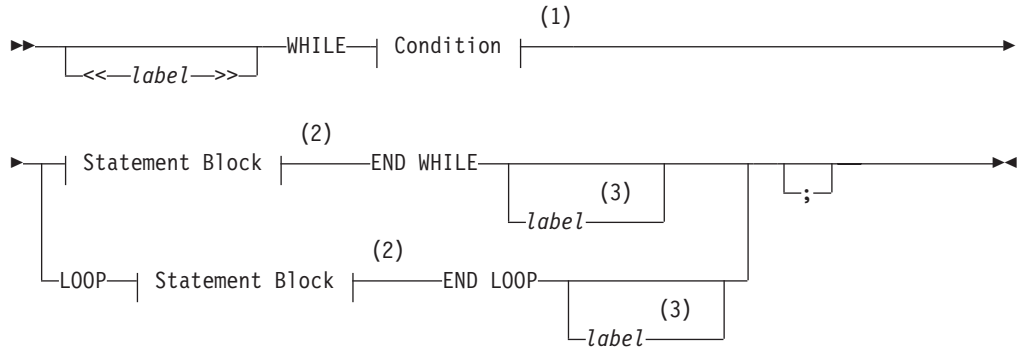 (1)
WHILE Condition
<< label >>
(2)
Statement Block END WHILE
(3)
label ;
(2)
LOOP Statement Block END LOOP
(3)
label